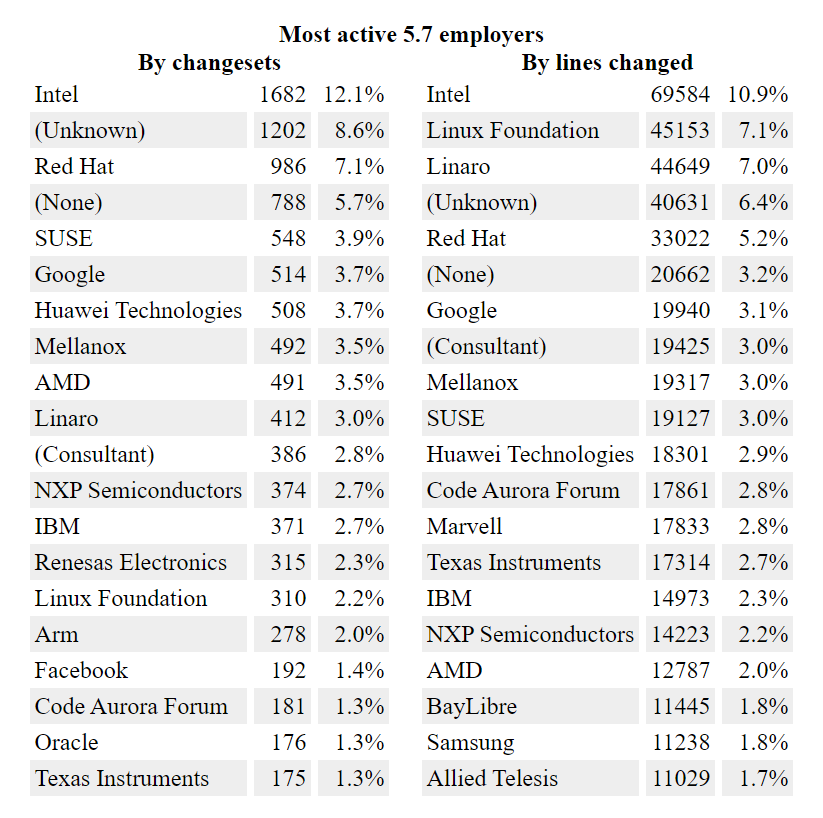 Most active 5.7 employers
By changesets By lines changed
Intel 1682 12.1% Intel 69584 10.9%
(Unknown) 1202 8.6% Linux Foundation 45153 7.1%
Red Hat 986 7.1% Linaro 44649 7.0%
(None) 788 5.7% (Unknown) 40631 6.4%
SUSE 548 3.9% Red Hat 33022 5.2%
Google 514 3.7% (None) 20662 3.2%
Huawei Technologies 508 3.7% Google 19940 3.1%
Mellanox 492 3.5% (Consultant) 19425 3.0%
AMD 491 3.5% Mellanox 19317 3.0%
Linaro 412 3.0% SUSE 19127 3.0%
(Consultant) 386 2.8% Huawei Technologies 18301 2.9%
NXP Semiconductors 374 2.7% Code Aurora Forum 17861 2.8%
IBM 371 2.7% Marvell 17833 2.8%
Renesas Electronics 315 2.3% Texas Instruments 17314 2.7%
Linux Foundation 310 2.2% IBM 14973 2.3%
Arm 278 2.0% NXP Semiconductors 14223 2.2%
Facebook 192 1.4% AMD 12787 2.0%
Code Aurora Forum 181 1.3% BayLibre 11445 1.8%
Oracle 176 1.3% Samsung 11238 1.8%
Texas Instruments 175 1.3% Allied Telesis 11029 1.7%